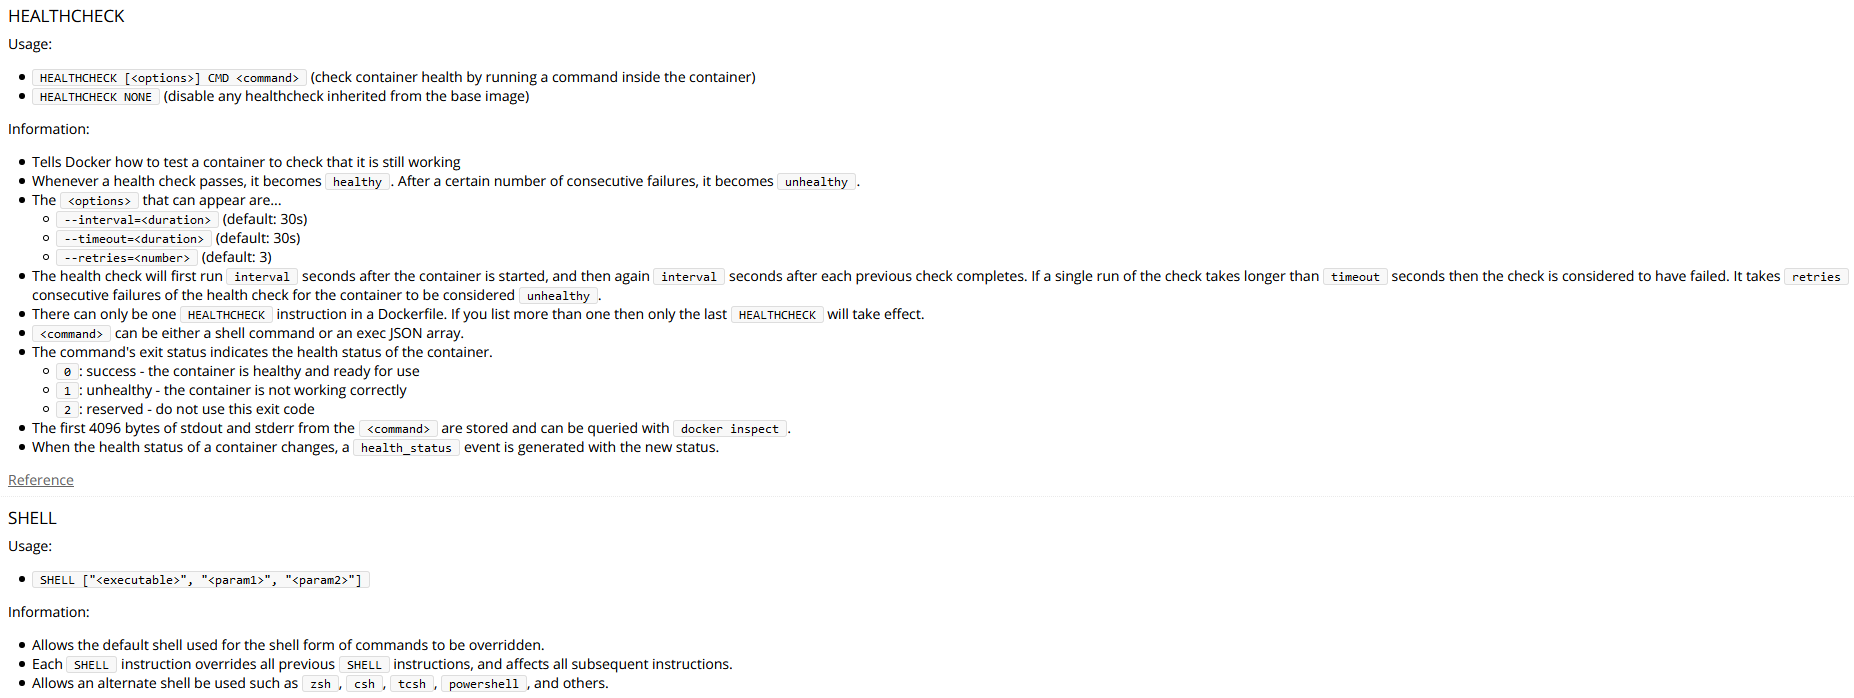 HEALTHCHECK
Usage:
HEALTHCHECK [<options>] CMD <command> (check container health by running a command inside the container)
HEALTHCHECK NONE (disable any healthcheck inherited from the base image)
Information:
Tells Docker how to test a container to check that it is still working
Whenever a health check passes, it becomes healthy . After a certain number of consecutive failures, it becomes unhealthy .
The <options> that can appear are...
--interval=<duration> (default: 30s)
--timeout=<duration> (default: 30s)
--retries=<number> (default: 3)
The health check will first run interval seconds after the container is started, and then again interval seconds after each previous check completes. If a single run of the check takes longer than timeout seconds then the check is considered to have failed. It takes retries
consecutive failures of the health check for the container to be considered unhealthy .
There can only be one HEALTHCHECK instruction in a Dockerfile. If you list more than one then only the last HEALTHCHECK will take effect.
<command> can be either a shell command or an exec JSON array.
The command's exit status indicates the health status of the container.
0 : success - the container is healthy and ready for use
1 : unhealthy - the container is not working correctly
2 : reserved - do not use this exit code
The first 4096 bytes of stdout and stderr from the <command> are stored and can be queried with docker inspect .
When the health status of a container changes, a health_status event is generated with the new status.
Reference
SHELL
Usage:
SHELL ["<executable>", "<param1>", "<param2>"]
Information:
Allows the default shell used for the shell form of commands to be overridden.
Each SHELL instruction overrides all previous SHELL instructions, and affects all subsequent instructions.
Allows an alternate shell be used such as zsh , csh , tcsh , powershell , and others.